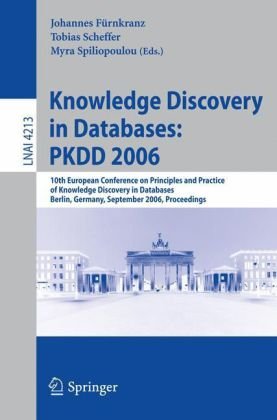 Johannes Fürnkranz
Tobias Scheffer
Myra Spiliopoulou (Eds.)
LNAI 4213
Knowledge Discovery
in Databases:
PKDD 2006
10th European Conference on Principles and Practice
of Knowledge Discovery in Databases
Berlin, Germany, September 2006, Proceedings
Springer